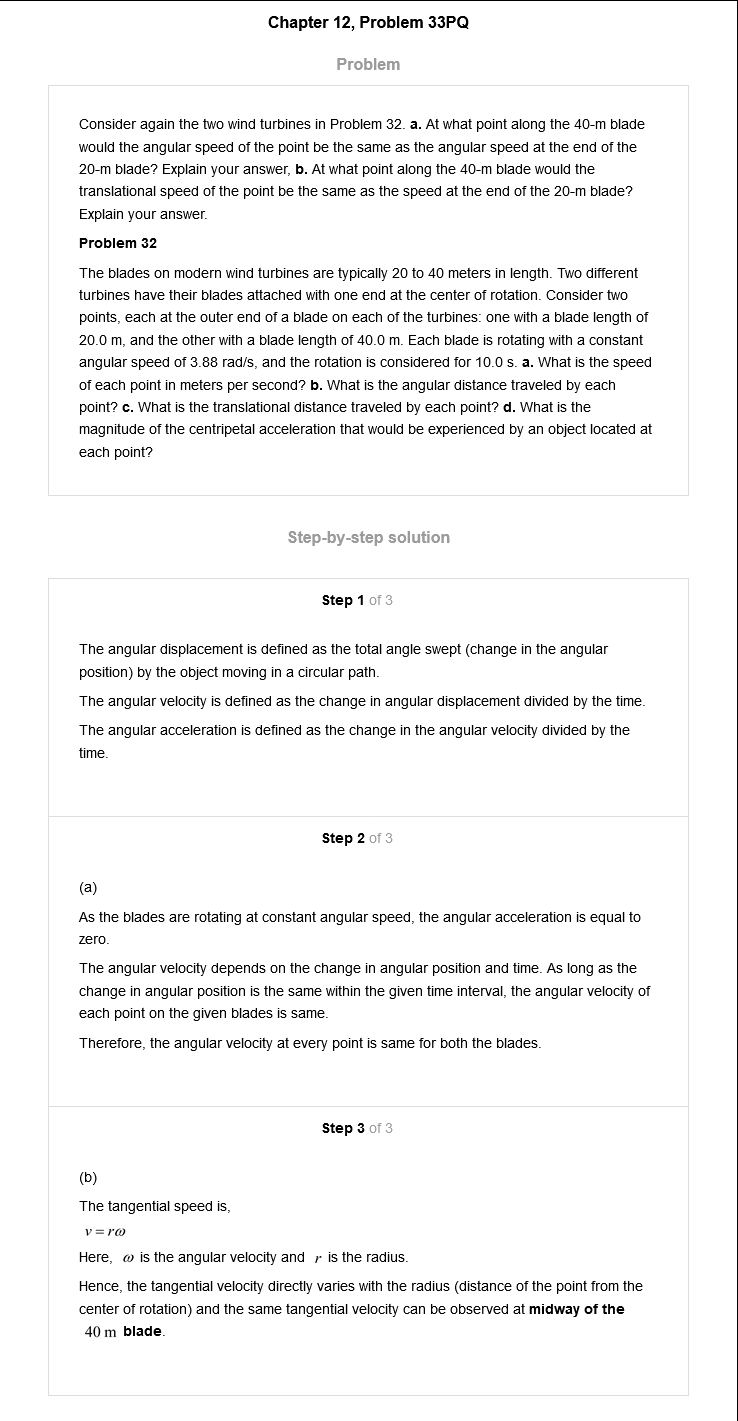 Chapter 12, Problem 33PQ
Problem
Consider again the two wind turbines in Problem 32. a. At what point along the 40-m blade
would the angular speed of the point be the same as the angular speed at the end of the
20-m blade? Explain your answer, b. At what point along the 40-m blade would the
translational speed of the point be the same as the speed at the end of the 20-m blade?
Explain your answer.
Problem 32
The blades on modern wind turbines are typically 20 to 40 meters in length. Two different
turbines have their blades attached with one end at the center of rotation. Consider two
points, each at the outer end of a blade on each of the turbines: one with a blade length of
20.0 m, and the other with a blade length of 40.0 m. Each blade is rotating with a constant
angular speed of 3.88 rad/s, and the rotation is considered for 10.0 s. a. What is the speed
of each point in meters per second? b. What is the angular distance traveled by each
point? c. What is the translational distance traveled by each point? d. What is the
magnitude of the centripetal acceleration that would be experienced by an object located at
each point?
Step-by-step solution
Step 1 of 3
The angular displacement is defined as the total angle swept (change in the angular
position) by the object moving in a circular path.
The angular velocity is defined as the change in angular displacement divided by the time.
The angular acceleration is defined as the change in the angular velocity divided by the
time.
Step 2 of 3
(a)
As the blades are rotating at constant angular speed, the angular acceleration is equal to
zero.
The angular velocity depends on the change in angular position and time. As long as the
change in angular position is the same within the given time interval, the angular velocity of
each point on the given blades is same.
Therefore, the angular velocity at every point is same for both the blades.
Step 3 of 3
(b)
The tangential speed is,
v = rω
Here, ω is the angular velocity and r is the radius.
Hence, the tangential velocity directly varies with the radius (distance of the point from the
center of rotation) and the same tangential velocity can be observed at midway of the
40 m blade.